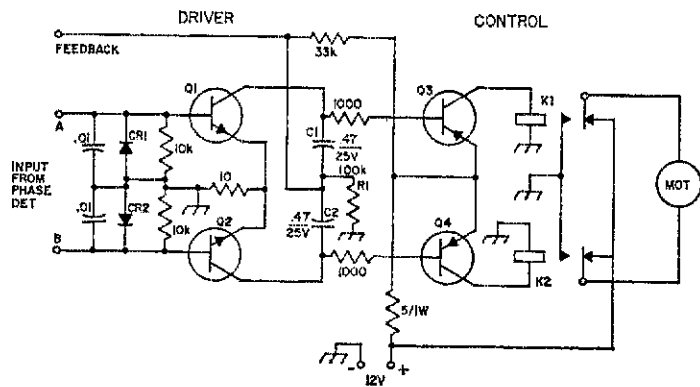 DRIVER
CONTROL
FEEDBACK
33k
Q1
Q3
K1
A
1000
.01
CR1
10k
C1
.47
25V
100k
R1
MOT
INPUT
FROM
PHASE
DET
10
.01
CR2
10k
Q2
.47
25V
C2
Q4
B
1000
K2
5/1W
- +
12V